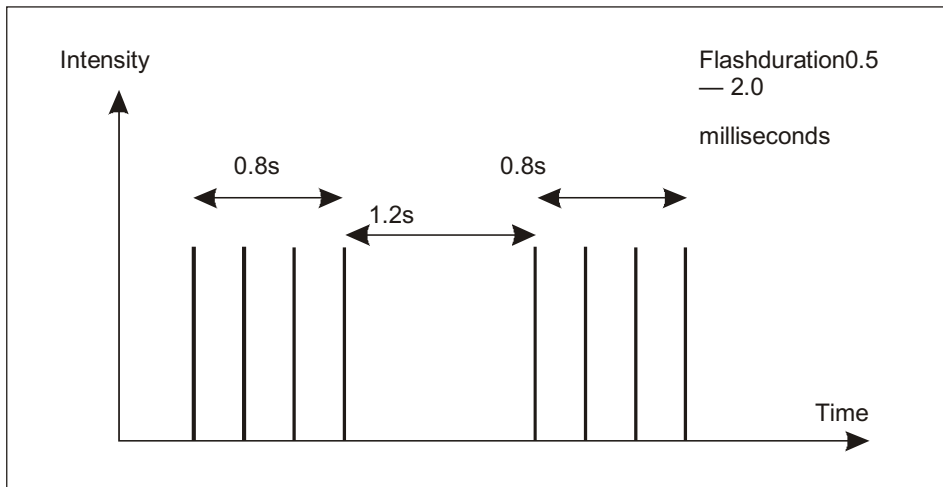 Intensity
Flashduration0.5
— 2.0
milliseconds
0.8s
0.8s
1.2s
Time